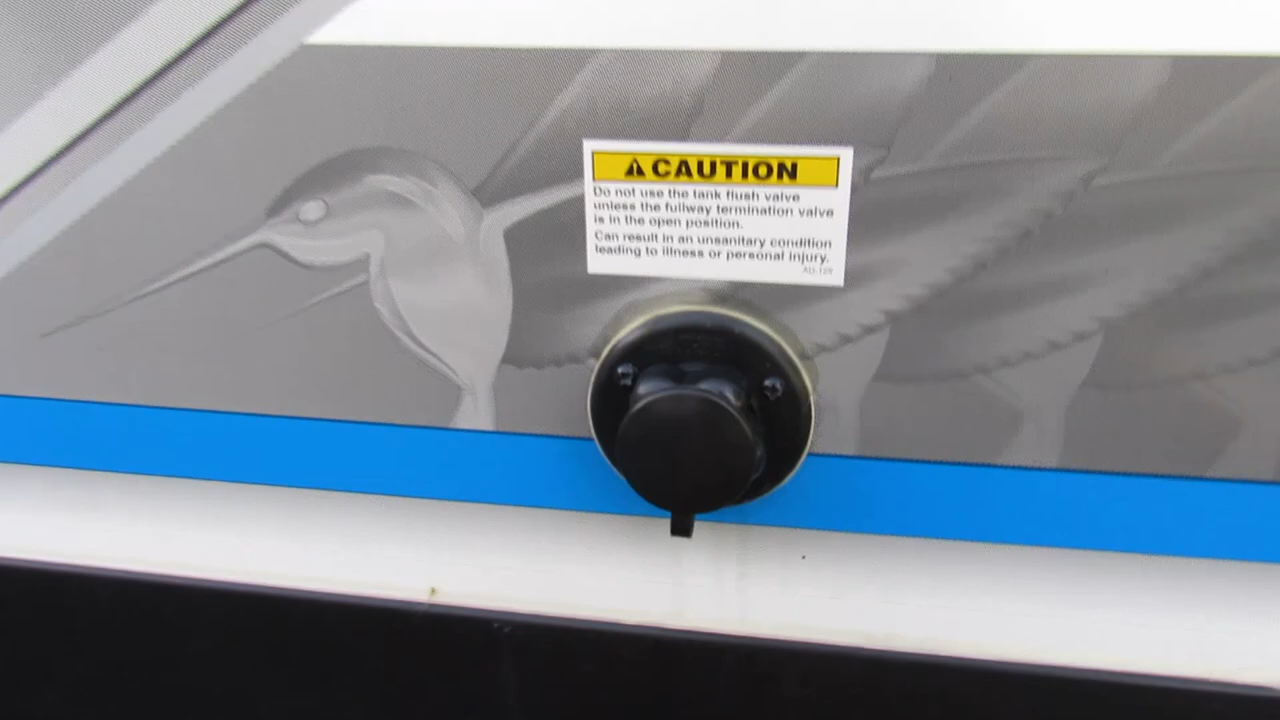 CAUTION
Do not use the tank flush valve
unless the fullway termination valve
is in the open position.
Can result in an unsanitary condition
leading to illness or personal injury.